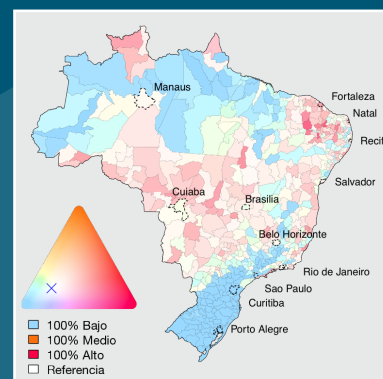 Manaus
Fortaleza
Natal
Recif
Salvador
Cuiaba
Brasilia
Belo Horizonte
Rio de Janeiro
Sao Paulo
Curitiba
Porto Alegre
100% Bajo
100% Medio
100% Alto
Referencia